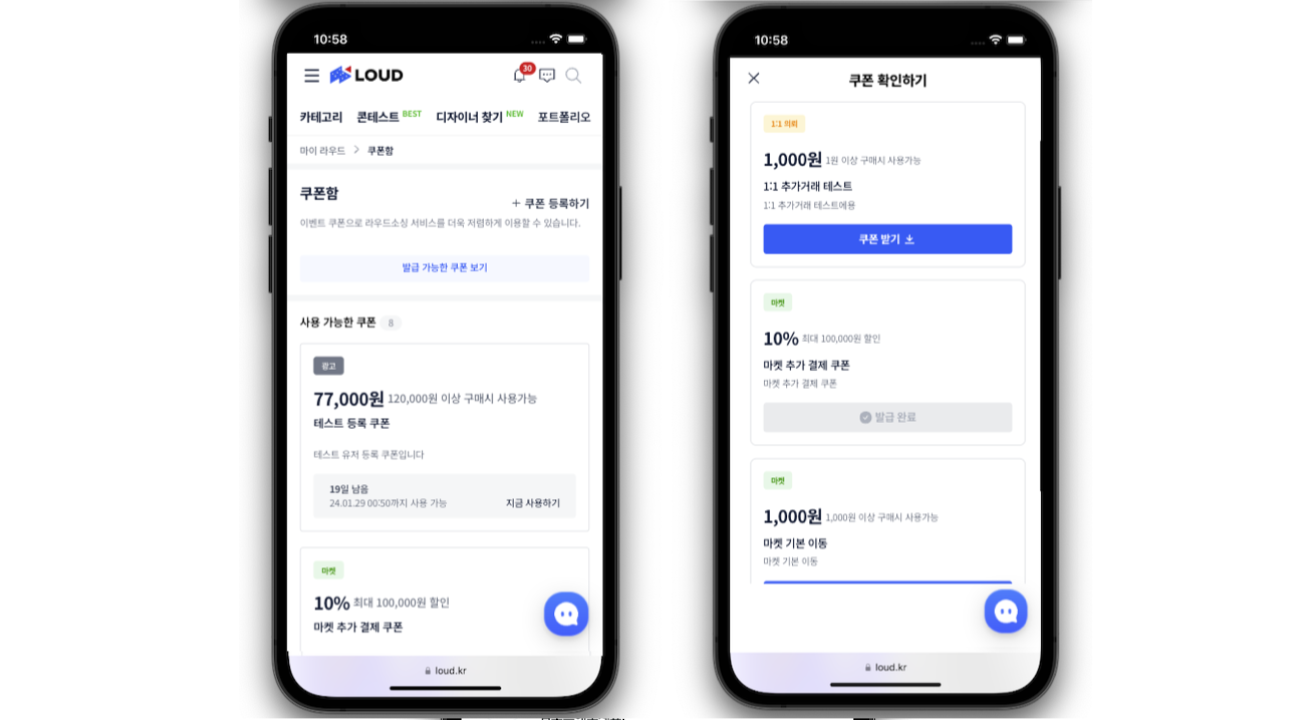 10:58
LOUD
30
카테고리 콘테스트 BEST 디자이너 찾기 NEW 포트폴리오
마이 라우드 > 쿠폰함
쿠폰함
+ 쿠폰 등록하기
이벤트 쿠폰으로 라우드소싱 서비스를 더욱 저렴하게 이용할 수 있습니다.
발급 가능한 쿠폰 보기
사용 가능한 쿠폰 8
광고
77,000원 120,000원 이상 구매시 사용가능
테스트 등록 쿠폰
테스트 유저 등록 쿠폰입니다
19일 남음
24.01.29 00:50까지 사용 가능 지금 사용하기
마켓
10% 최대 100,000원 할인
마켓 추가 결제 쿠폰
loud.kr
10:58
쿠폰 확인하기
1:1 의뢰
1,000원 1원 이상 구매시 사용가능
1:1 추가거래 테스트
1:1 추가거래 테스트에용
쿠폰 받기
마켓
10% 최대 100,000원 할인
마켓 추가 결제 쿠폰
마켓 추가 결제 쿠폰
발급 완료
마켓
1,000원 1,000원 이상 구매시 사용가능
마켓 기본 이동
마켓 기본 이동
loud.kr